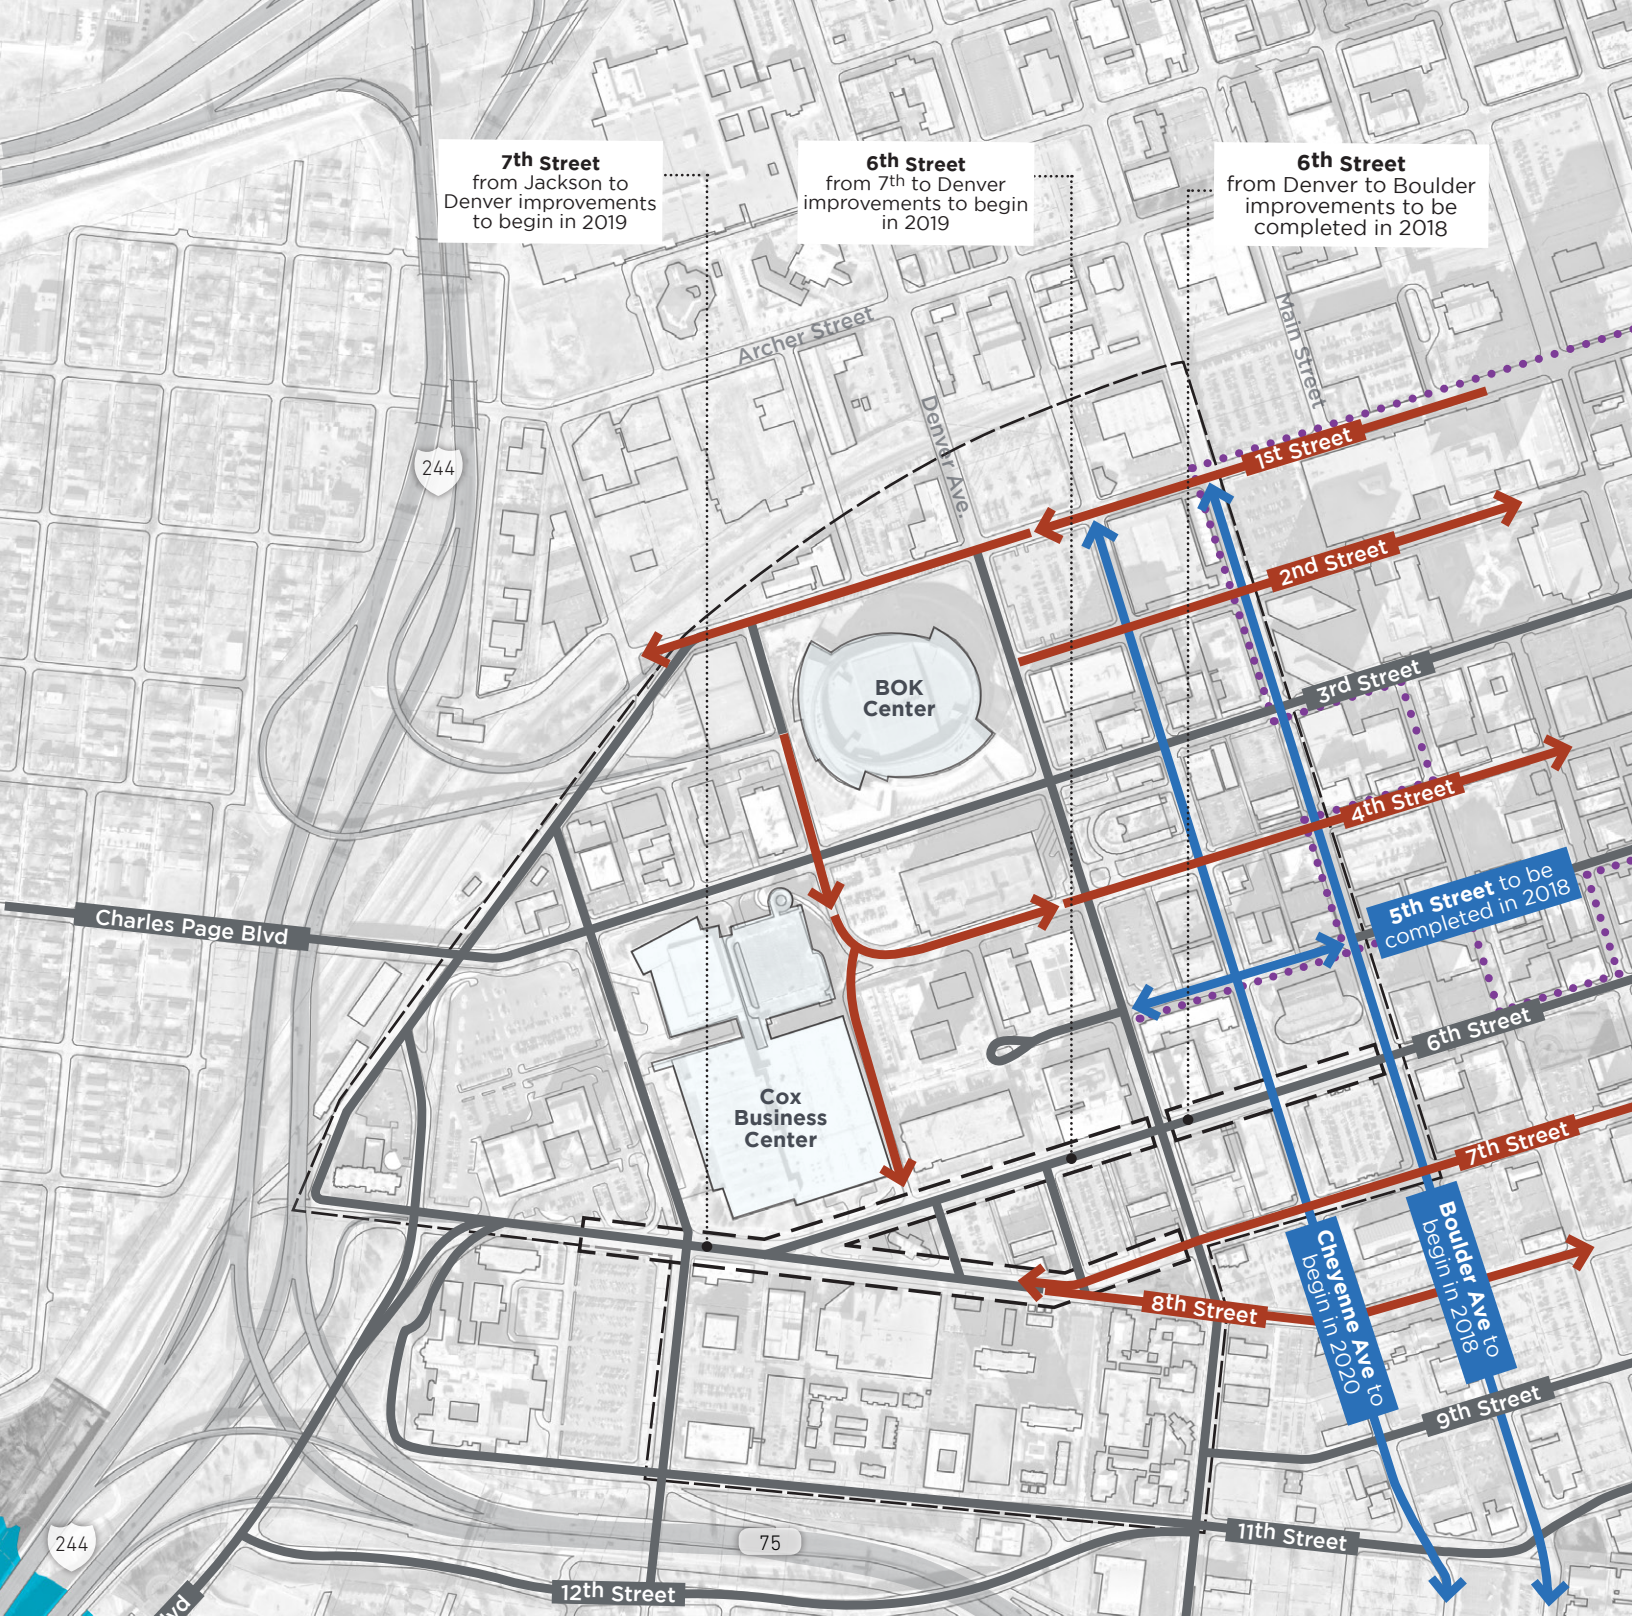 7th Street
from Jackson to
Denver improvements
to begin in 2019
6th Street
from 7th to Denver
improvements to begin
in 2019
6th Street
from Denver to Boulder
improvements to be
completed in 2018
Archer Street
Main Street
Denver Ave.
244
1st Street
2nd Street
3rd Street
BOK
Center
4th Street
5th Street to be
completed in 2018
Charles Page Blvd
6th Street
Cox
Business
Center
7th Street
8th Street
Cheyenne Ave to
begin in 2020
Boulder Ave to
begin in 2018
9th Street
11th Street
244
75
12th Street
vd